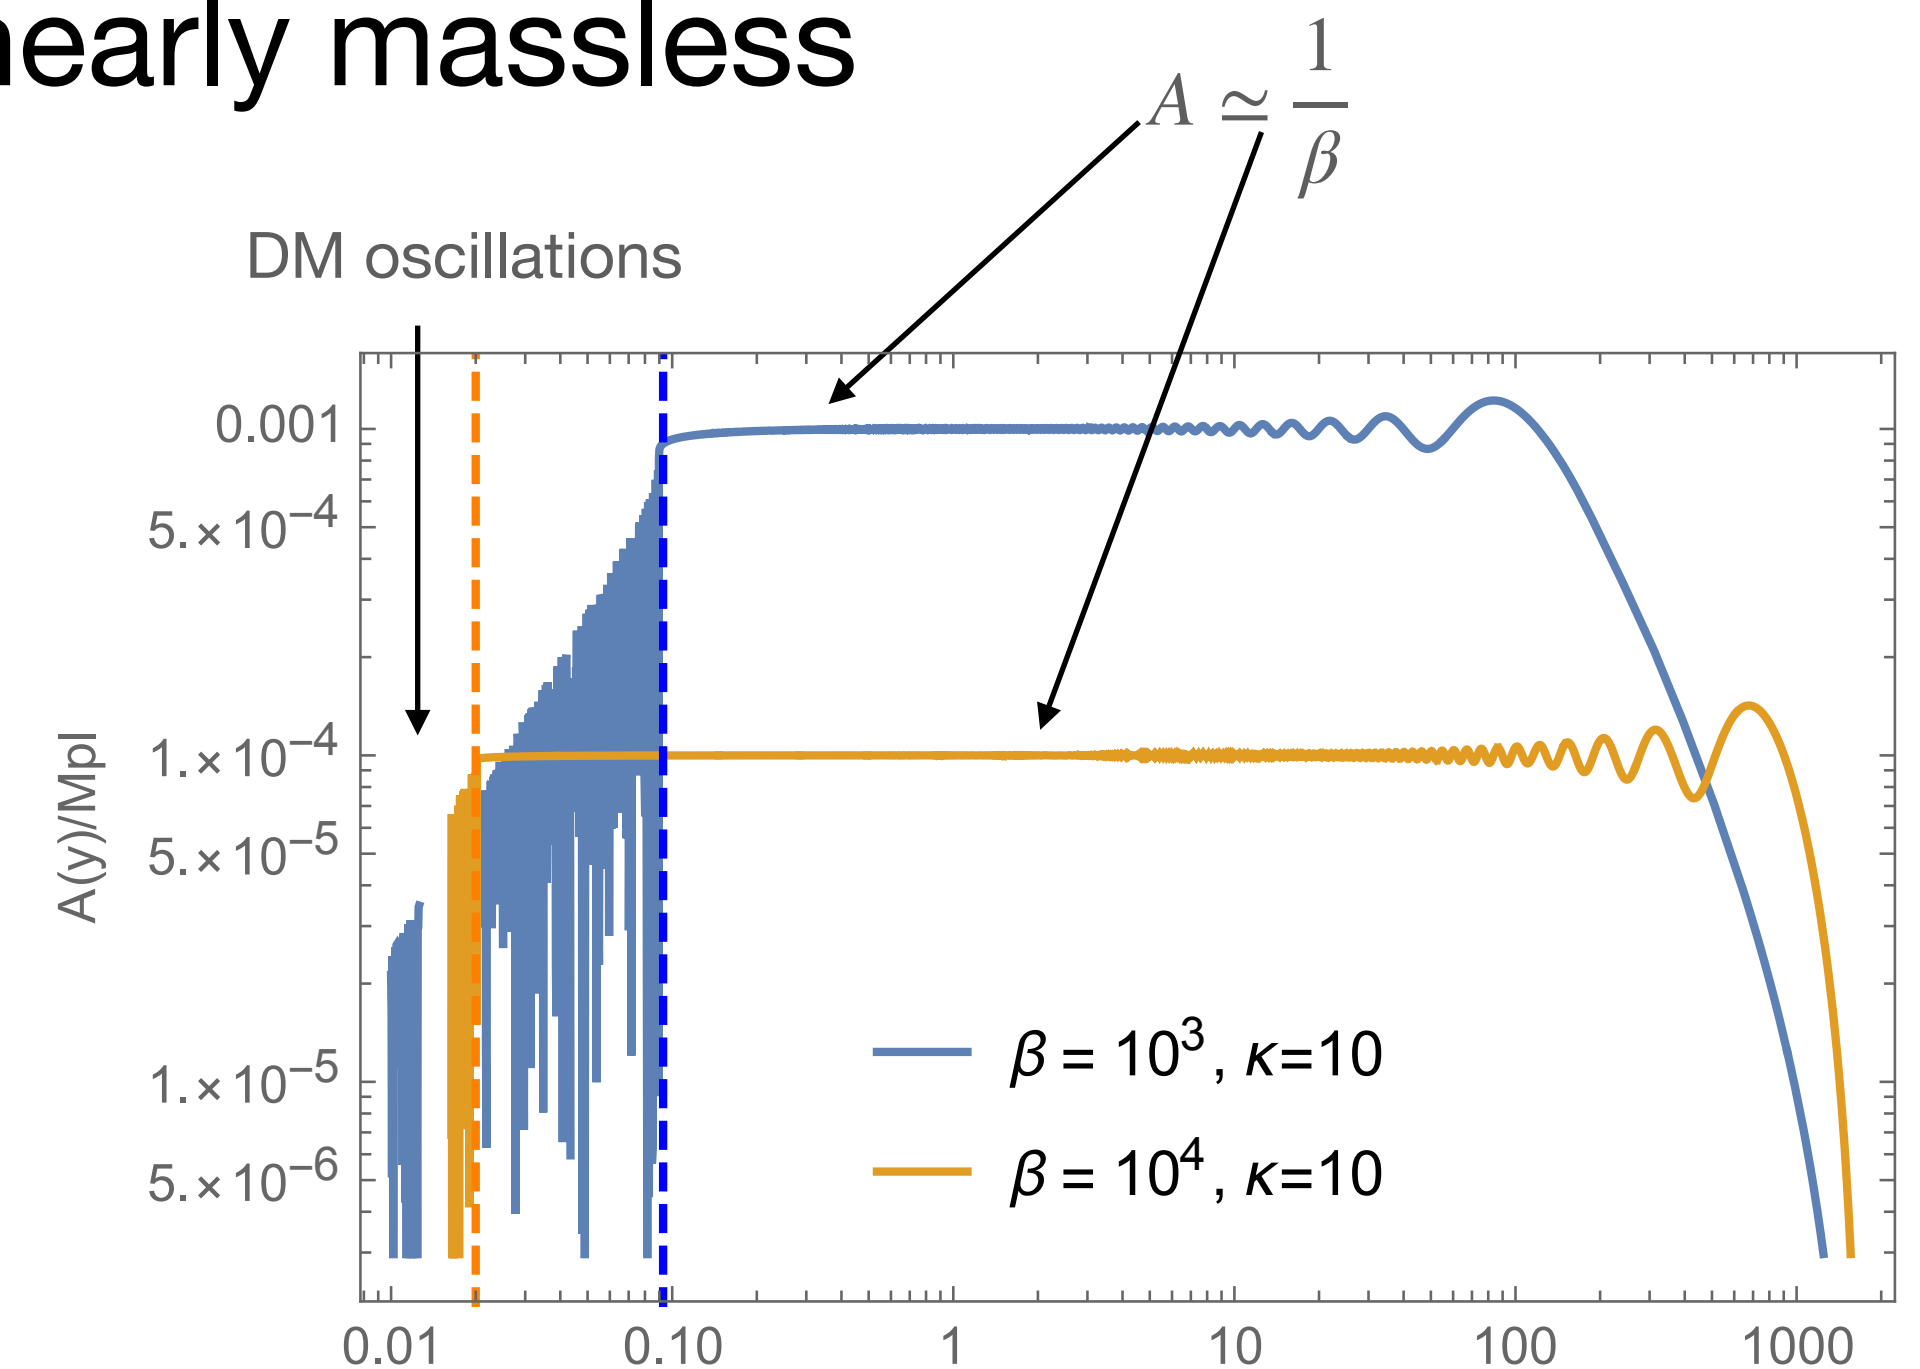 nearly massless
A ≃ 1/β
DM oscillations
0.001
5.×10⁻⁴
1.×10⁻⁴
5.×10⁻⁵
1.×10⁻⁵
5.×10⁻⁶
A(y)/Mpl
β = 10³, κ=10
β = 10⁴, κ=10
0.01 0.10 1 10 100 1000